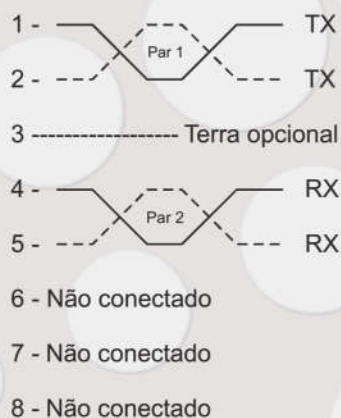 1 - TX
Par 1
2 - TX
3 ------------------ Terra opcional
4 - RX
Par 2
5 - RX
6 - Não conectado
7 - Não conectado
8 - Não conectado